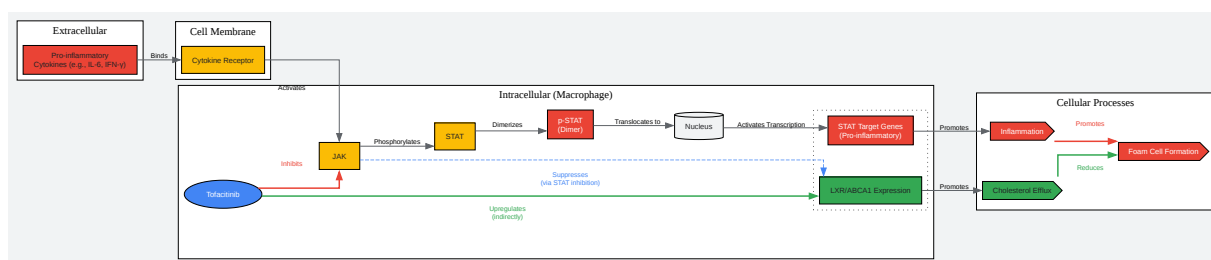 Extracellular
Pro-inflammatory
Cytokines (e.g., IL-6, IFN-γ)
Binds
Cell Membrane
Cytokine Receptor
Activates
Intracellular (Macrophage)
JAK
Phosphorylates
STAT
Dimerizes
p-STAT
(Dimer)
Translocates to
Nucleus
Activates Transcription
STAT Target Genes
(Pro-inflammatory)
Promotes
Inhibits
Tofacitinib
Suppresses
(via STAT inhibition)
Upregulates
(indirectly)
LXR/ABCA1 Expression
Promotes
Cellular Processes
Inflammation
Promotes
Foam Cell Formation
Reduces
Cholesterol Efflux